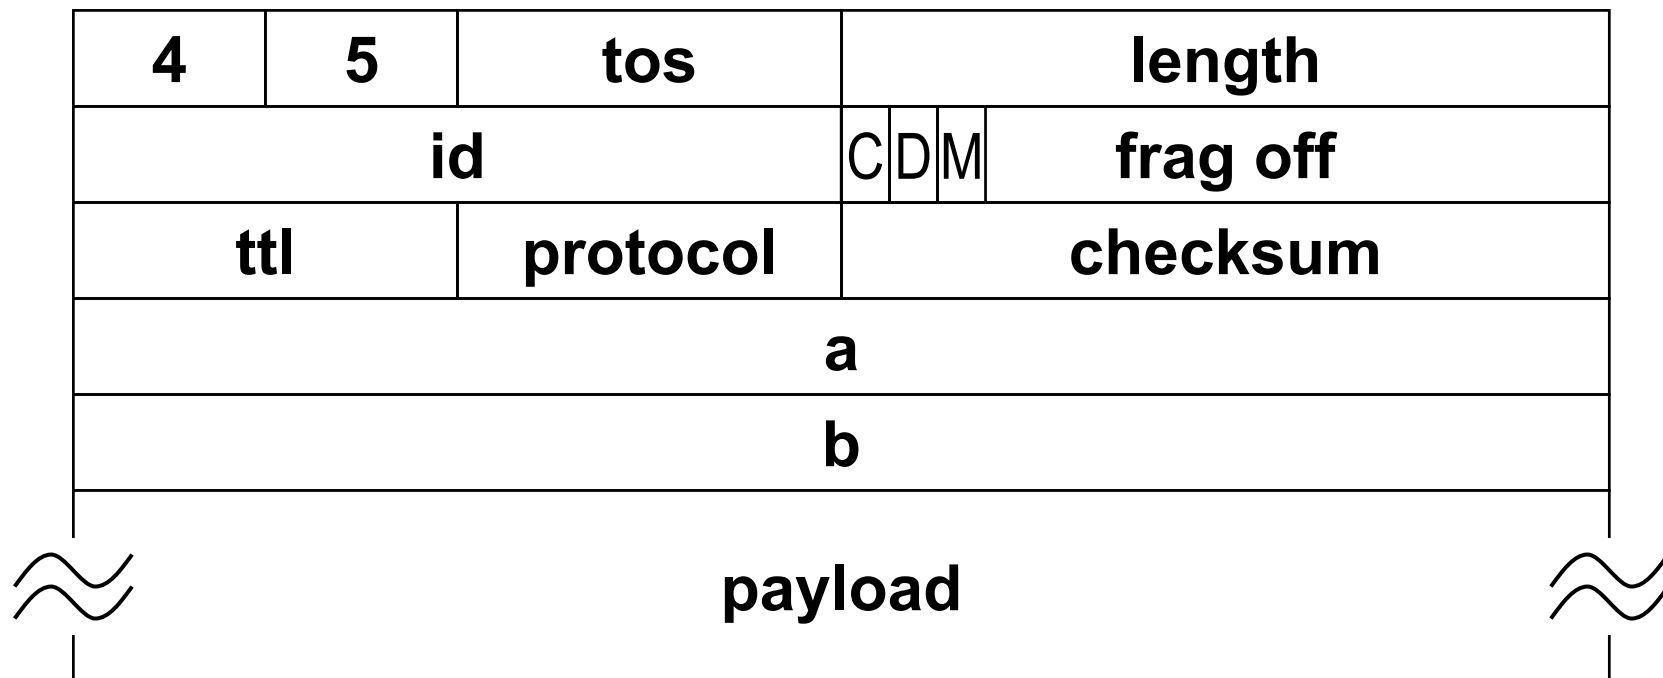 4 5 tos length
id C D M frag off
ttl protocol checksum
a
b
payload